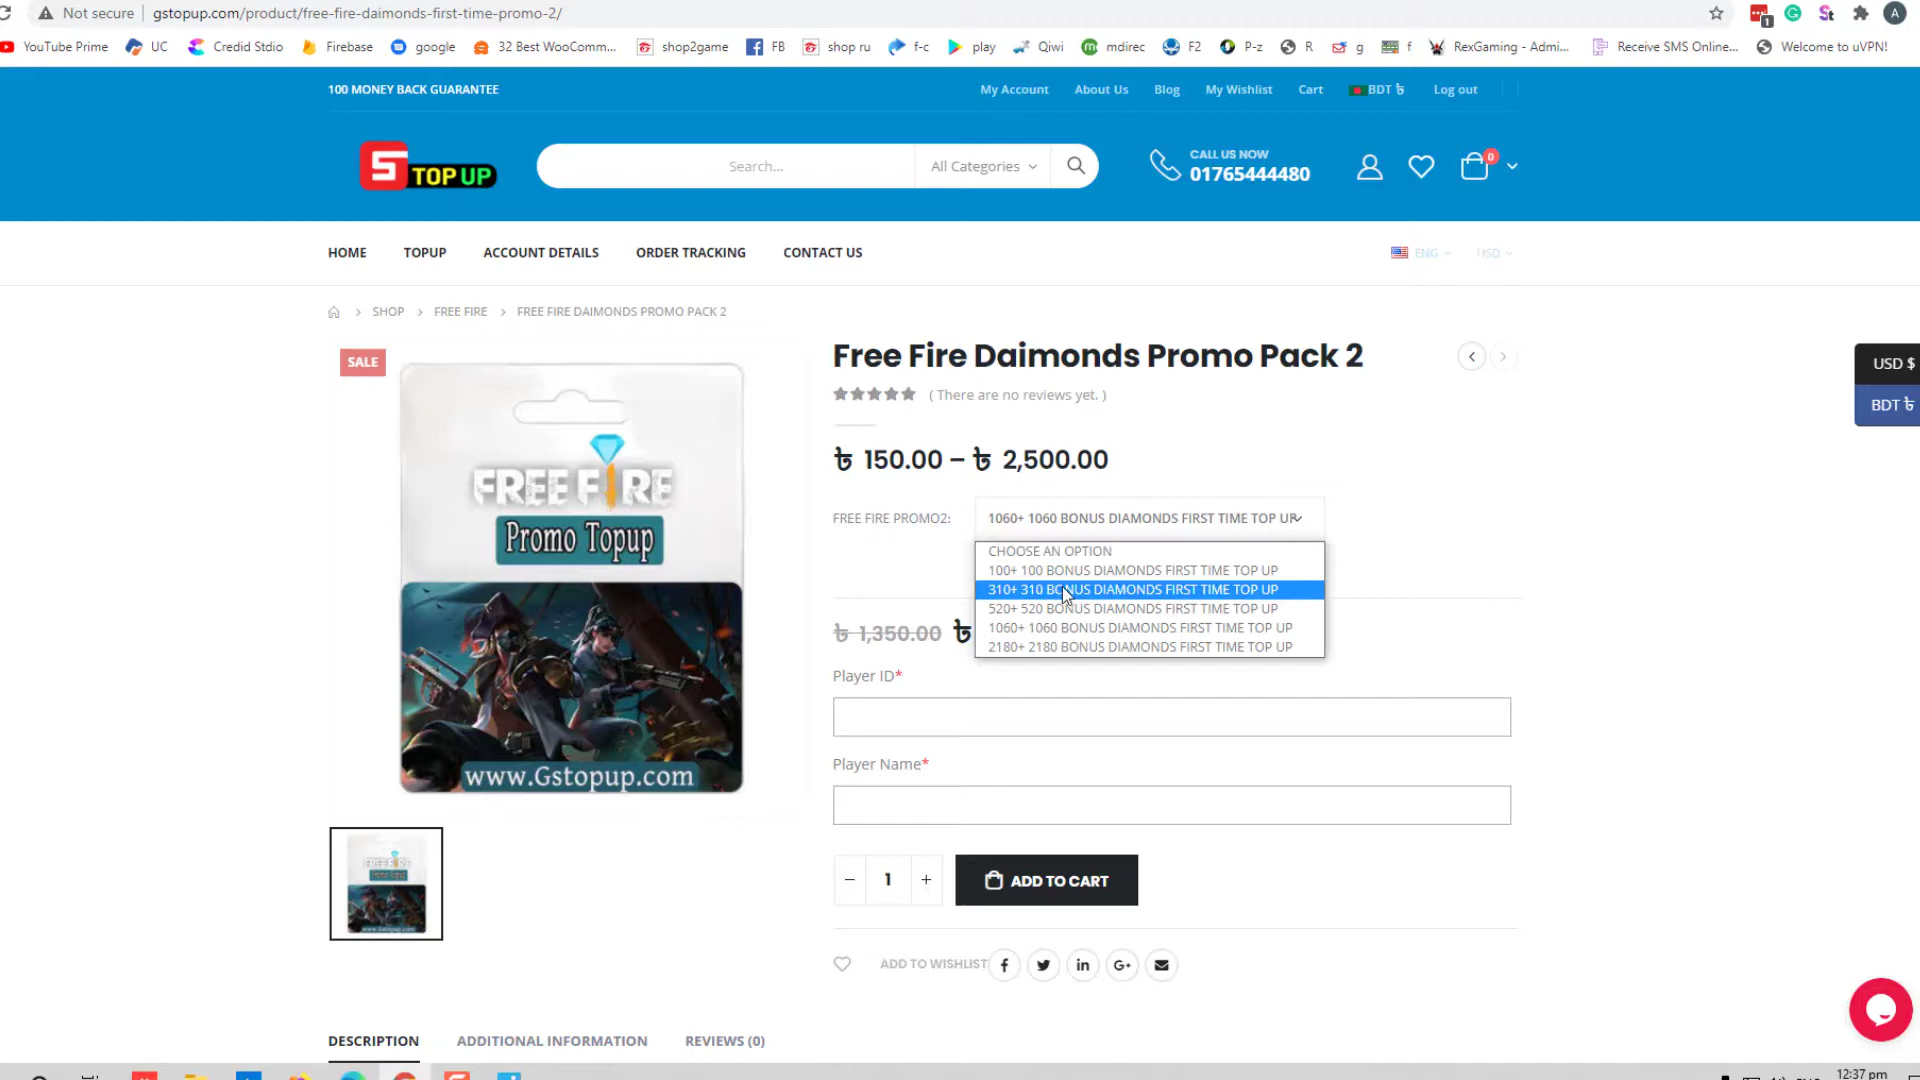 Not secure | gstopup.com/product/free-fire-daimonds-first-time-promo-2/
YouTube Prime UC Credid Stdio Firebase google 32 Best WooComm... shop2game FB shop ru f-c play Qiwi mdirec F2 P-z R g f RexGaming - Admi... Receive SMS Online... Welcome to uVPN!
100 MONEY BACK GUARANTEE
My Account About Us Blog My Wishlist Cart BDT ৳ Log out
S TOP UP
Search...
All Categories
CALL US NOW
01765444480
0
HOME TOPUP ACCOUNT DETAILS ORDER TRACKING CONTACT US
ENG USD
SHOP > FREE FIRE > FREE FIRE DAIMONDS PROMO PACK 2
SALE
FREE FIRE
Promo Topup
www.Gstopup.com
Free Fire Daimonds Promo Pack 2
( There are no reviews yet. )
৳ 150.00 – ৳ 2,500.00
USD $
BDT ৳
FREE FIRE PROMO2:
1060+ 1060 BONUS DIAMONDS FIRST TIME TOP UP
CHOOSE AN OPTION
100+ 100 BONUS DIAMONDS FIRST TIME TOP UP
310+ 310 BONUS DIAMONDS FIRST TIME TOP UP
520+ 520 BONUS DIAMONDS FIRST TIME TOP UP
1060+ 1060 BONUS DIAMONDS FIRST TIME TOP UP
2180+ 2180 BONUS DIAMONDS FIRST TIME TOP UP
৳ 1,350.00 ৳
Player ID*
Player Name*
− 1 +
ADD TO CART
ADD TO WISHLIST
DESCRIPTION ADDITIONAL INFORMATION REVIEWS (0)
12:37 pm